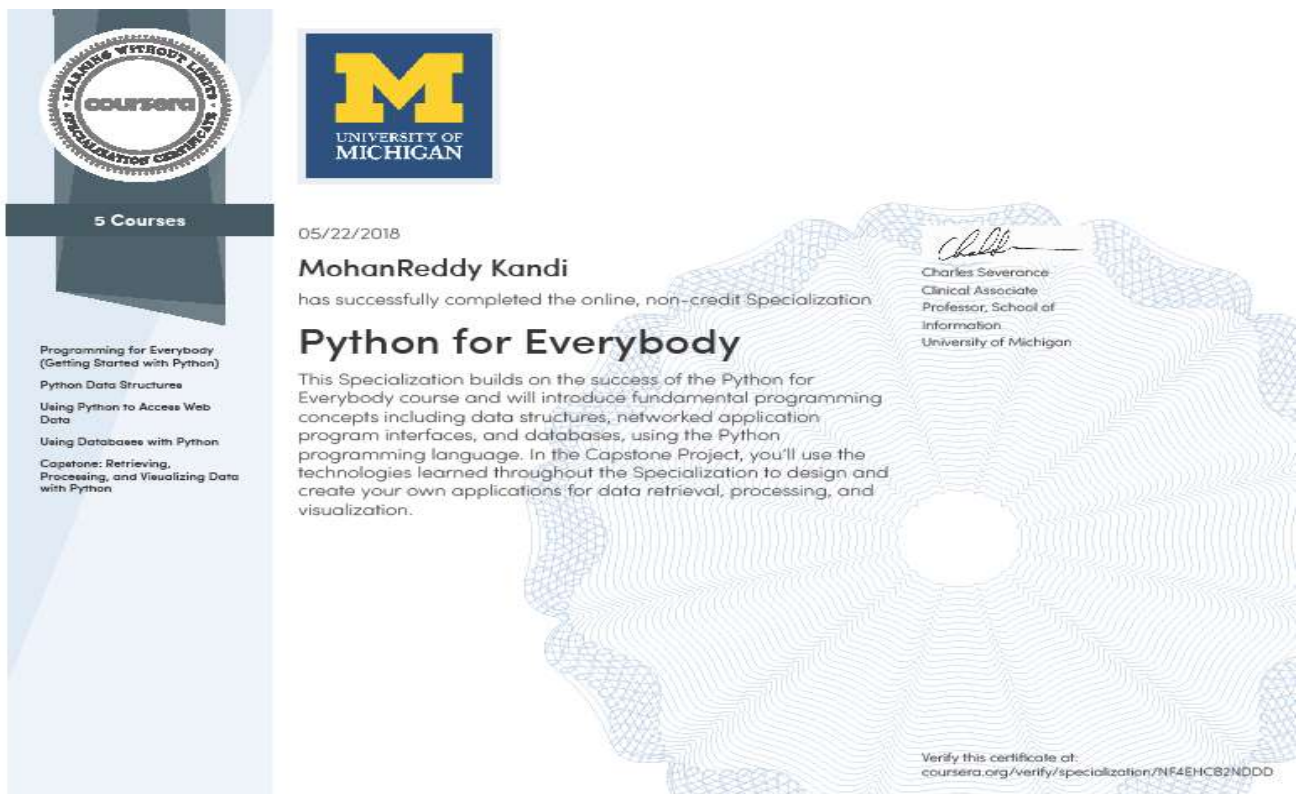 LEARNING WITHOUT LIMITS
coursera
SPECIALIZATION CERTIFICATE
5 Courses
Programming for Everybody
(Getting Started with Python)
Python Data Structures
Using Python to Access Web
Data
Using Databases with Python
Capstone: Retrieving,
Processing, and Visualizing Data
with Python
M
UNIVERSITY OF
MICHIGAN
05/22/2018
MohanReddy Kandi
has successfully completed the online, non-credit Specialization
Python for Everybody
This Specialization builds on the success of the Python for
Everybody course and will introduce fundamental programming
concepts including data structures, networked application
program interfaces, and databases, using the Python
programming language. In the Capstone Project, you'll use the
technologies learned throughout the Specialization to design and
create your own applications for data retrieval, processing, and
visualization.
Charles Severance
Clinical Associate
Professor, School of
Information
University of Michigan
Verify this certificate at:
coursera.org/verify/specialization/NF4EHCB2NDDD